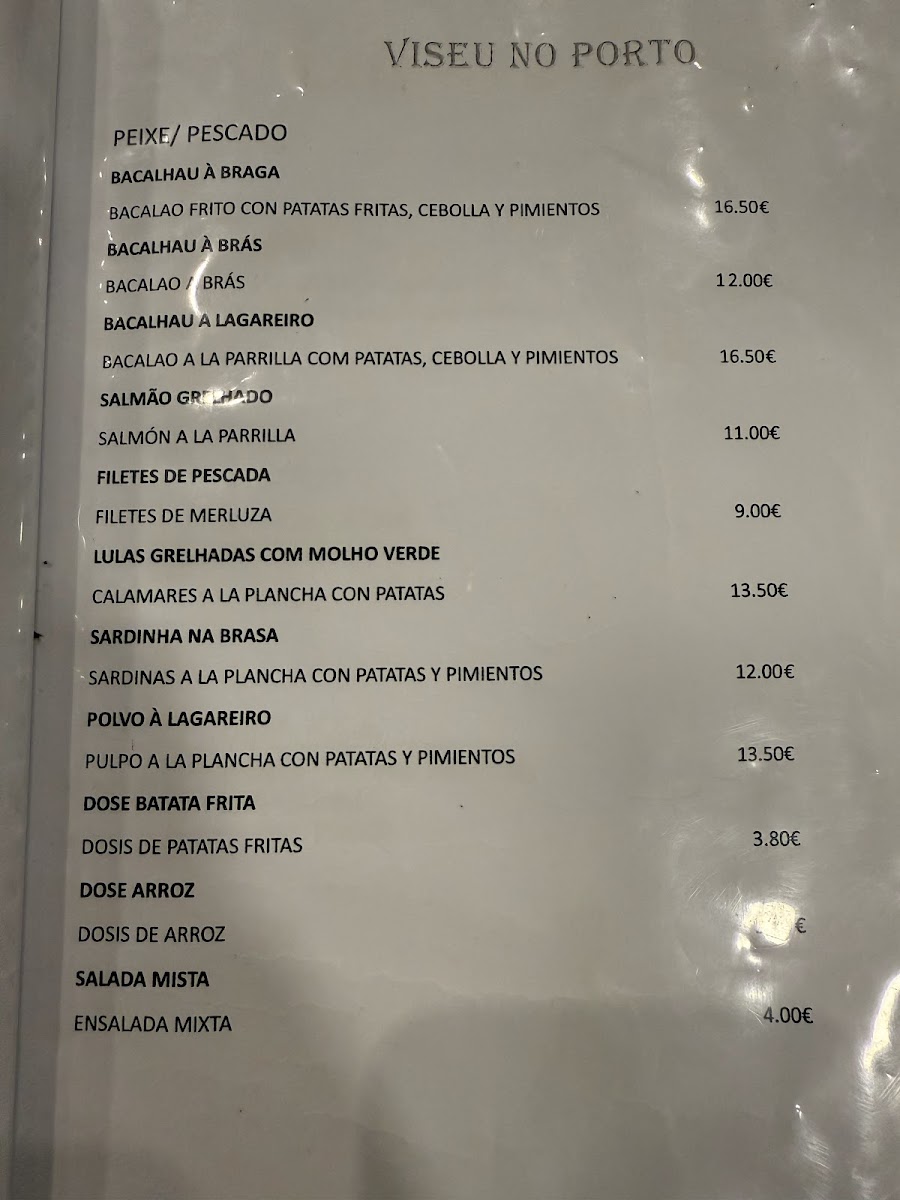 VISEU NO PORTO
PEIXE/ PESCADO
BACALHAU À BRAGA
BACALAO FRITO CON PATATAS FRITAS, CEBOLLA Y PIMIENTOS 16.50€
BACALHAU À BRÁS
BACALAO A BRÁS 12.00€
BACALHAU A LAGAREIRO
BACALAO A LA PARRILLA COM PATATAS, CEBOLLA Y PIMIENTOS 16.50€
SALMÃO GRELHADO
SALMÓN A LA PARRILLA 11.00€
FILETES DE PESCADA
FILETES DE MERLUZA 9.00€
LULAS GRELHADAS COM MOLHO VERDE
CALAMARES A LA PLANCHA CON PATATAS 13.50€
SARDINHA NA BRASA
SARDINAS A LA PLANCHA CON PATATAS Y PIMIENTOS 12.00€
POLVO À LAGAREIRO
PULPO A LA PLANCHA CON PATATAS Y PIMIENTOS 13.50€
DOSE BATATA FRITA
DOSIS DE PATATAS FRITAS 3.80€
DOSE ARROZ
DOSIS DE ARROZ €
SALADA MISTA
ENSALADA MIXTA 4.00€